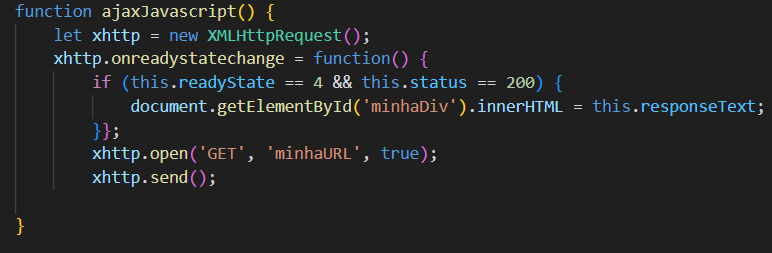 function ajaxJavascript() {
    let xhttp = new XMLHttpRequest();
    xhttp.onreadystatechange = function() {
        if (this.readyState == 4 && this.status == 200) {
            document.getElementById('minhaDiv').innerHTML = this.responseText;
        }};
        xhttp.open('GET', 'minhaURL', true);
        xhttp.send();
}